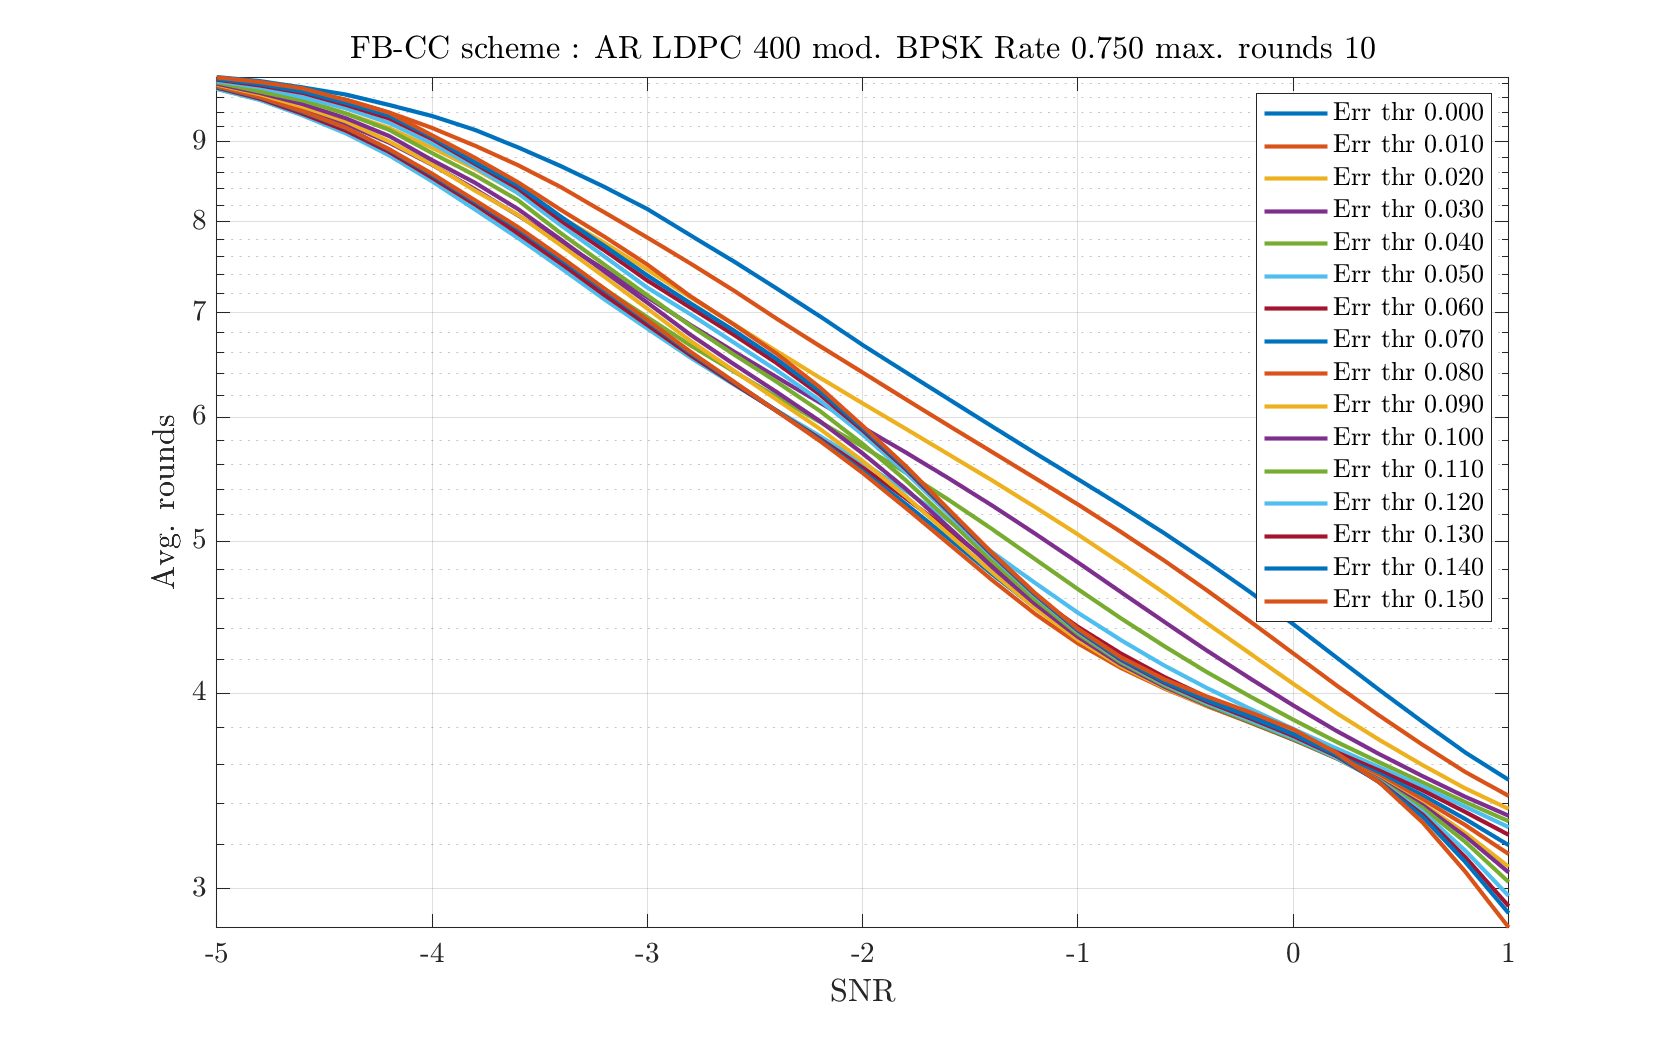 FB-CC scheme : AR LDPC 400 mod. BPSK Rate 0.750 max. rounds 10
Err thr 0.000
Err thr 0.010
Err thr 0.020
Err thr 0.030
Err thr 0.040
Err thr 0.050
Err thr 0.060
Err thr 0.070
Err thr 0.080
Err thr 0.090
Err thr 0.100
Err thr 0.110
Err thr 0.120
Err thr 0.130
Err thr 0.140
Err thr 0.150
Avg. rounds
9
8
7
6
5
4
3
-5 -4 -3 -2 -1 0 1
SNR